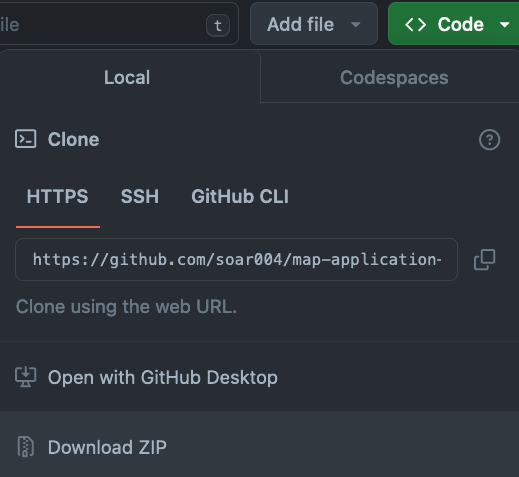 ile t Add file <> Code
Local Codespaces
Clone
HTTPS SSH GitHub CLI
https://github.com/soar004/map-application-
Clone using the web URL.
Open with GitHub Desktop
Download ZIP